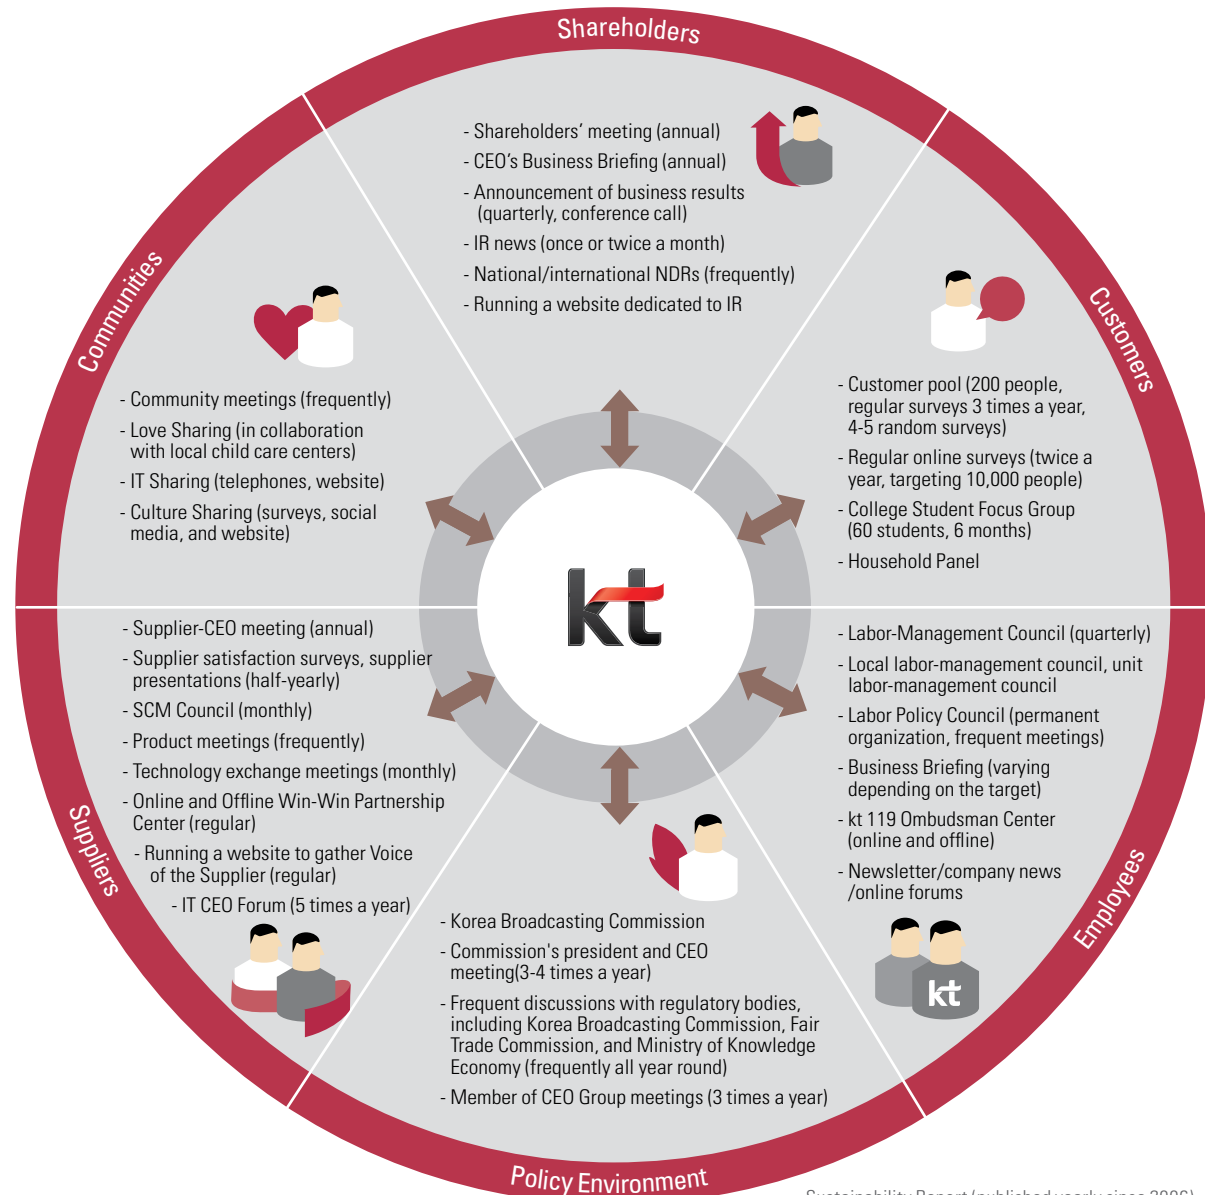 Shareholders
- Shareholders' meeting (annual)
- CEO's Business Briefing (annual)
- Announcement of business results
(quarterly, conference call)
- IR news (once or twice a month)
- National/international NDRs (frequently)
- Running a website dedicated to IR
Communities
- Community meetings (frequently)
- Love Sharing (in collaboration
with local child care centers)
- IT Sharing (telephones, website)
- Culture Sharing (surveys, social
media, and website)
Customers
- Customer pool (200 people,
regular surveys 3 times a year,
4-5 random surveys)
- Regular online surveys (twice a
year, targeting 10,000 people)
- College Student Focus Group
(60 students, 6 months)
- Household Panel
kt
Suppliers
- Supplier-CEO meeting (annual)
- Supplier satisfaction surveys, supplier
presentations (half-yearly)
- SCM Council (monthly)
- Product meetings (frequently)
- Technology exchange meetings (monthly)
- Online and Offline Win-Win Partnership
Center (regular)
- Running a website to gather Voice
of the Supplier (regular)
- IT CEO Forum (5 times a year)
Employees
- Labor-Management Council (quarterly)
- Local labor-management council, unit
labor-management council
- Labor Policy Council (permanent
organization, frequent meetings)
- Business Briefing (varying
depending on the target)
- kt 119 Ombudsman Center
(online and offline)
- Newsletter/company news
/online forums
kt
- Korea Broadcasting Commission
- Commission's president and CEO
meeting(3-4 times a year)
- Frequent discussions with regulatory bodies,
including Korea Broadcasting Commission, Fair
Trade Commission, and Ministry of Knowledge
Economy (frequently all year round)
- Member of CEO Group meetings (3 times a year)
Policy Environment
Sustainability Report (published yearly since 2006)